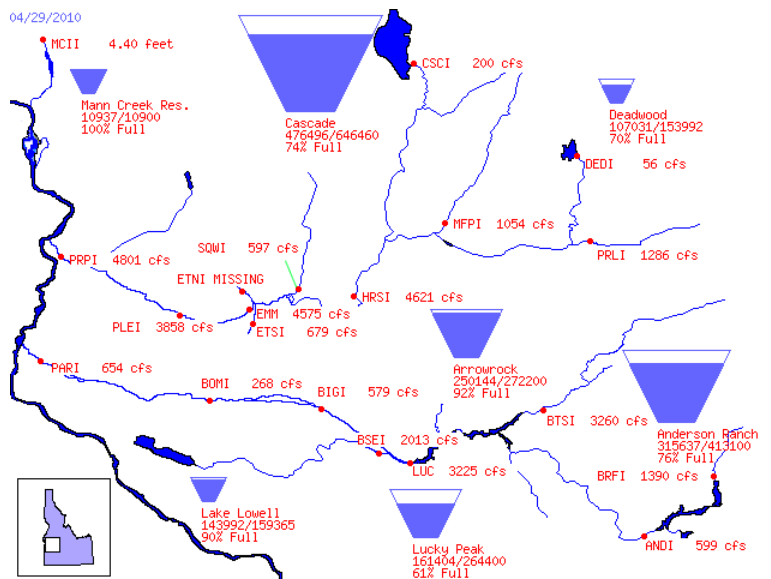 04/29/2010
MCII 4.40 feet
Mann Creek Res.
10937/10900
100% Full
Cascade
476496/646460
74% Full
CSCI 200 cfs
Deadwood
107031/153992
70% Full
DEDI 56 cfs
MFPI 1054 cfs
PRLI 1286 cfs
SQWI 597 cfs
PRPI 4801 cfs
ETNI MISSING
HRSI 4621 cfs
EMM 4575 cfs
PLEI 3858 cfs
ETSI 679 cfs
PARI 654 cfs
Arrowrock
250144/272200
92% Full
BOMI 268 cfs
BIGI 579 cfs
BTSI 3260 cfs
Anderson Ranch
315637/413100
76% Full
BSEI 2013 cfs
LUC 3225 cfs
BRFI 1390 cfs
Lake Lowell
143992/159365
90% Full
Lucky Peak
161404/264400
61% Full
ANDI 599 cfs